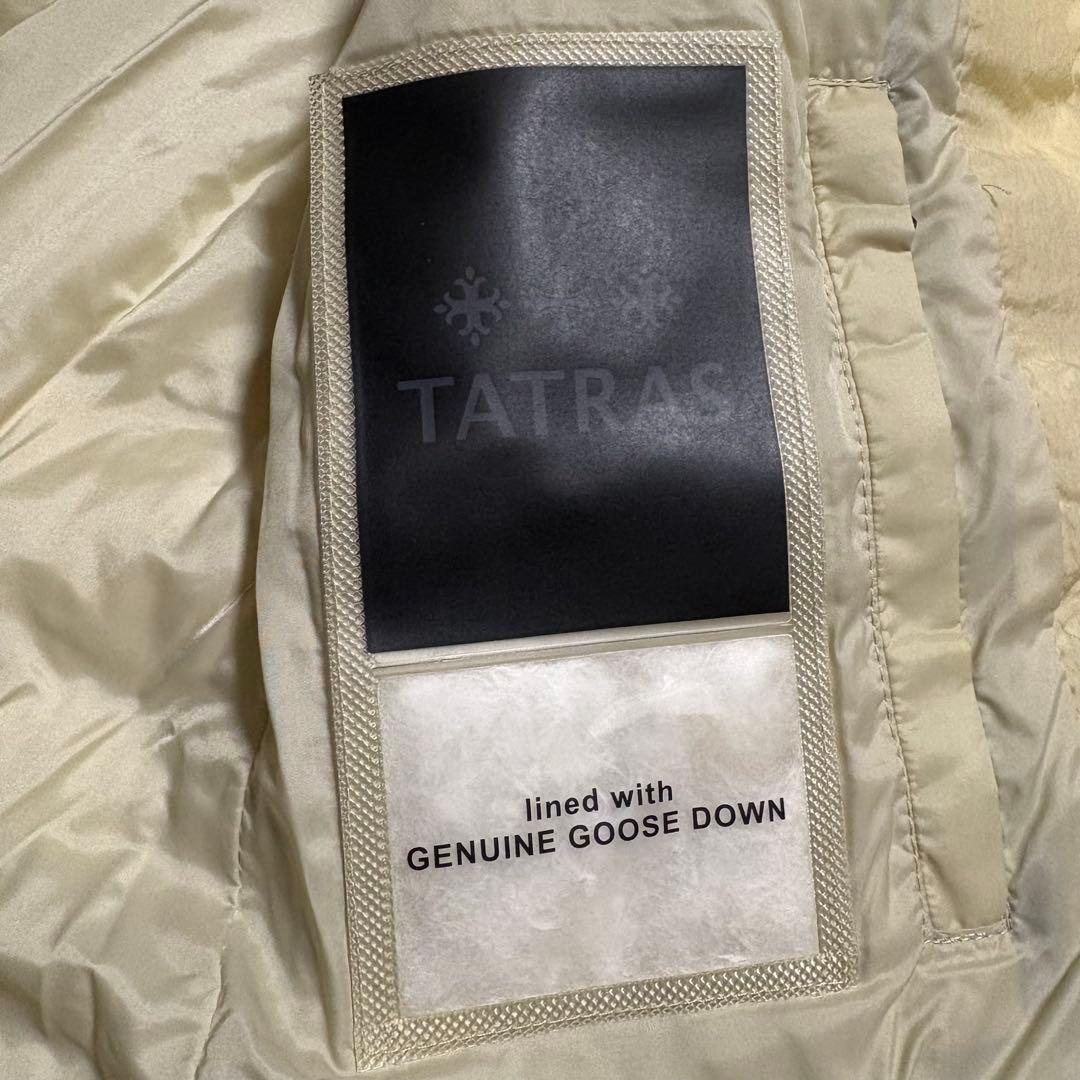 TATRAS
lined with
GENUINE GOOSE DOWN